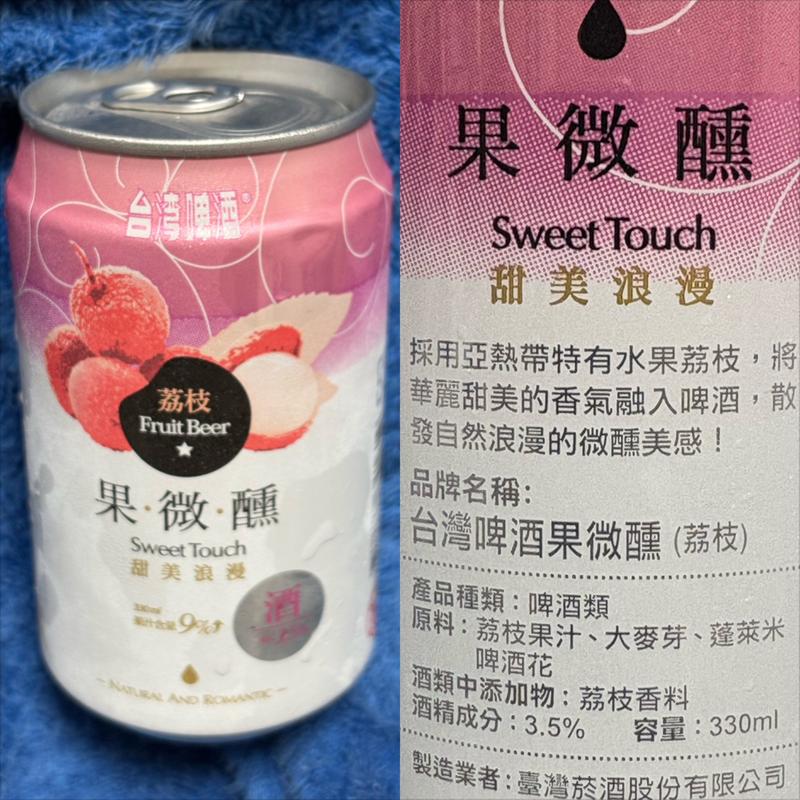 台灣啤酒®
荔枝
Fruit Beer
果·微·醺
Sweet Touch
甜美浪漫
330ml
果汁含量9%↑
酒
NATURAL AND ROMANTIC
果微醺
Sweet Touch
甜美浪漫
採用亞熱帶特有水果荔枝，將
華麗甜美的香氣融入啤酒，散
發自然浪漫的微醺美感！
品牌名稱:
台灣啤酒果微醺 (荔枝)
產品種類：啤酒類
原料：荔枝果汁、大麥芽、蓬萊米
啤酒花
酒類中添加物：荔枝香料
酒精成分：3.5% 容量：330ml
製造業者：臺灣菸酒股份有限公司